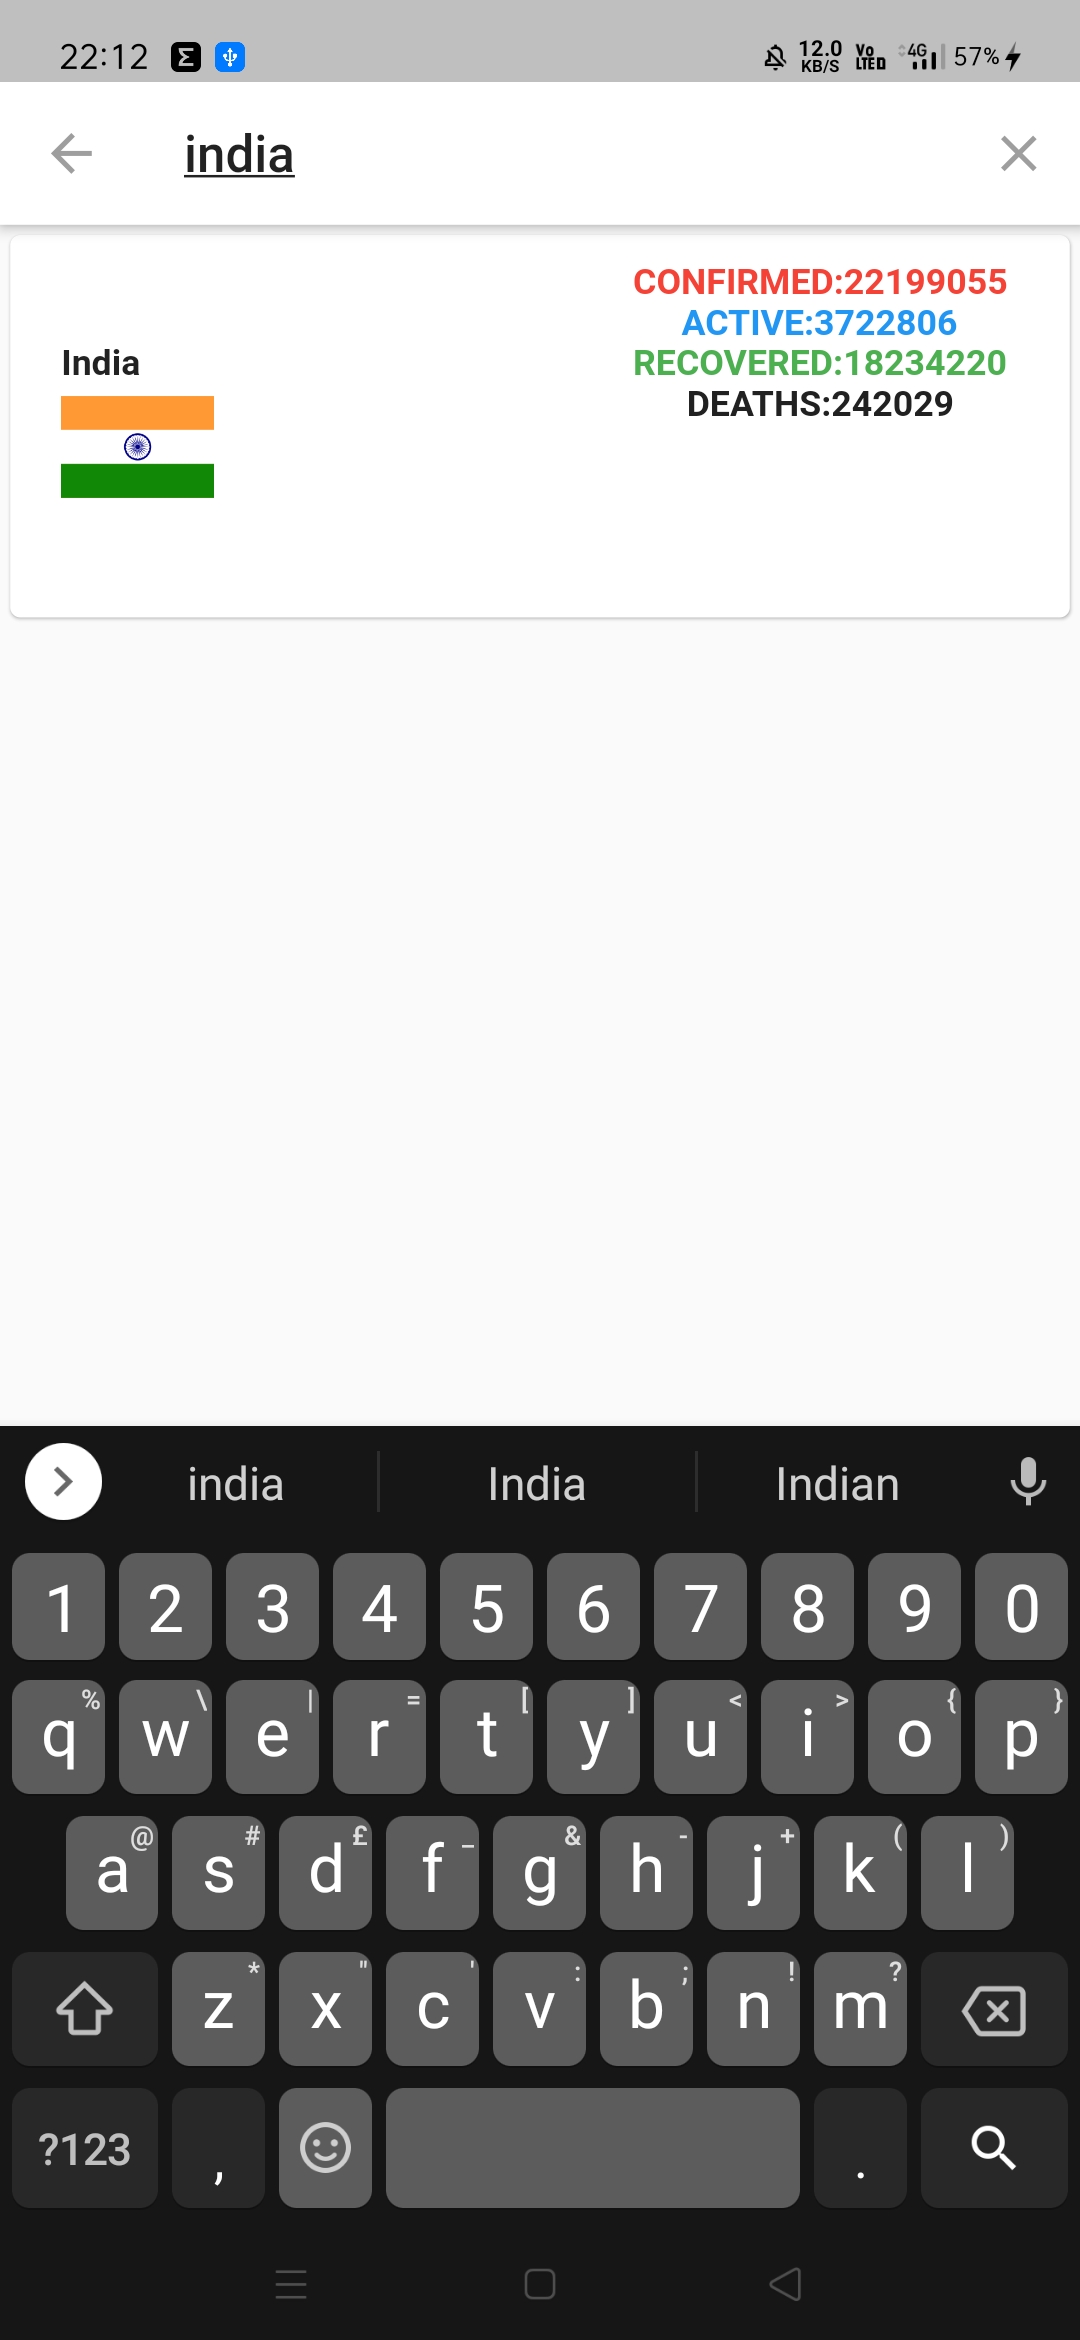 22:12 12.0 KB/S Vo LTED 4G 57%
india
CONFIRMED:22199055
ACTIVE:3722806
India
RECOVERED:18234220
DEATHS:242029
india India Indian
1 2 3 4 5 6 7 8 9 0
q % w \ e | r = t [ y ] u < i > o { p }
a @ s # d £ f _ g & h - j + k ( l )
z * x " c ' v : b ; n ! m ?
?123 , .